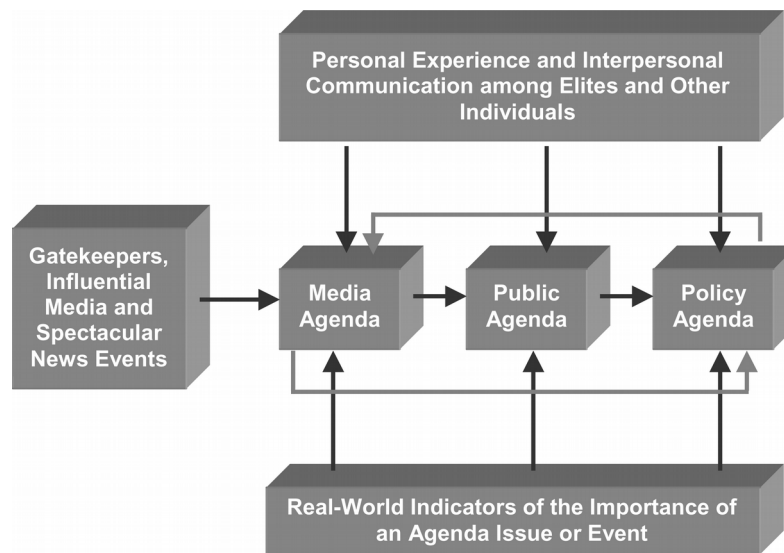 Personal Experience and Interpersonal
Communication among Elites and Other
Individuals
Gatekeepers,
Influential
Media and
Spectacular
News Events
Media
Agenda
Public
Agenda
Policy
Agenda
Real-World Indicators of the Importance of
an Agenda Issue or Event